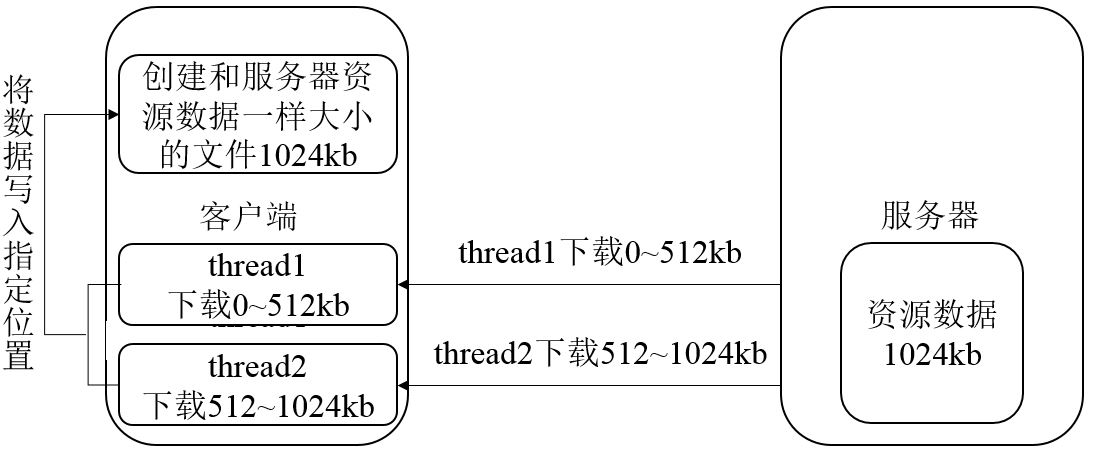 将数据写入指定位置
创建和服务器资
源数据一样大小
的文件1024kb
客户端
thread1
下载0~512kb
thread2
下载512~1024kb
thread1下载0~512kb
thread2下载512~1024kb
服务器
资源数据
1024kb